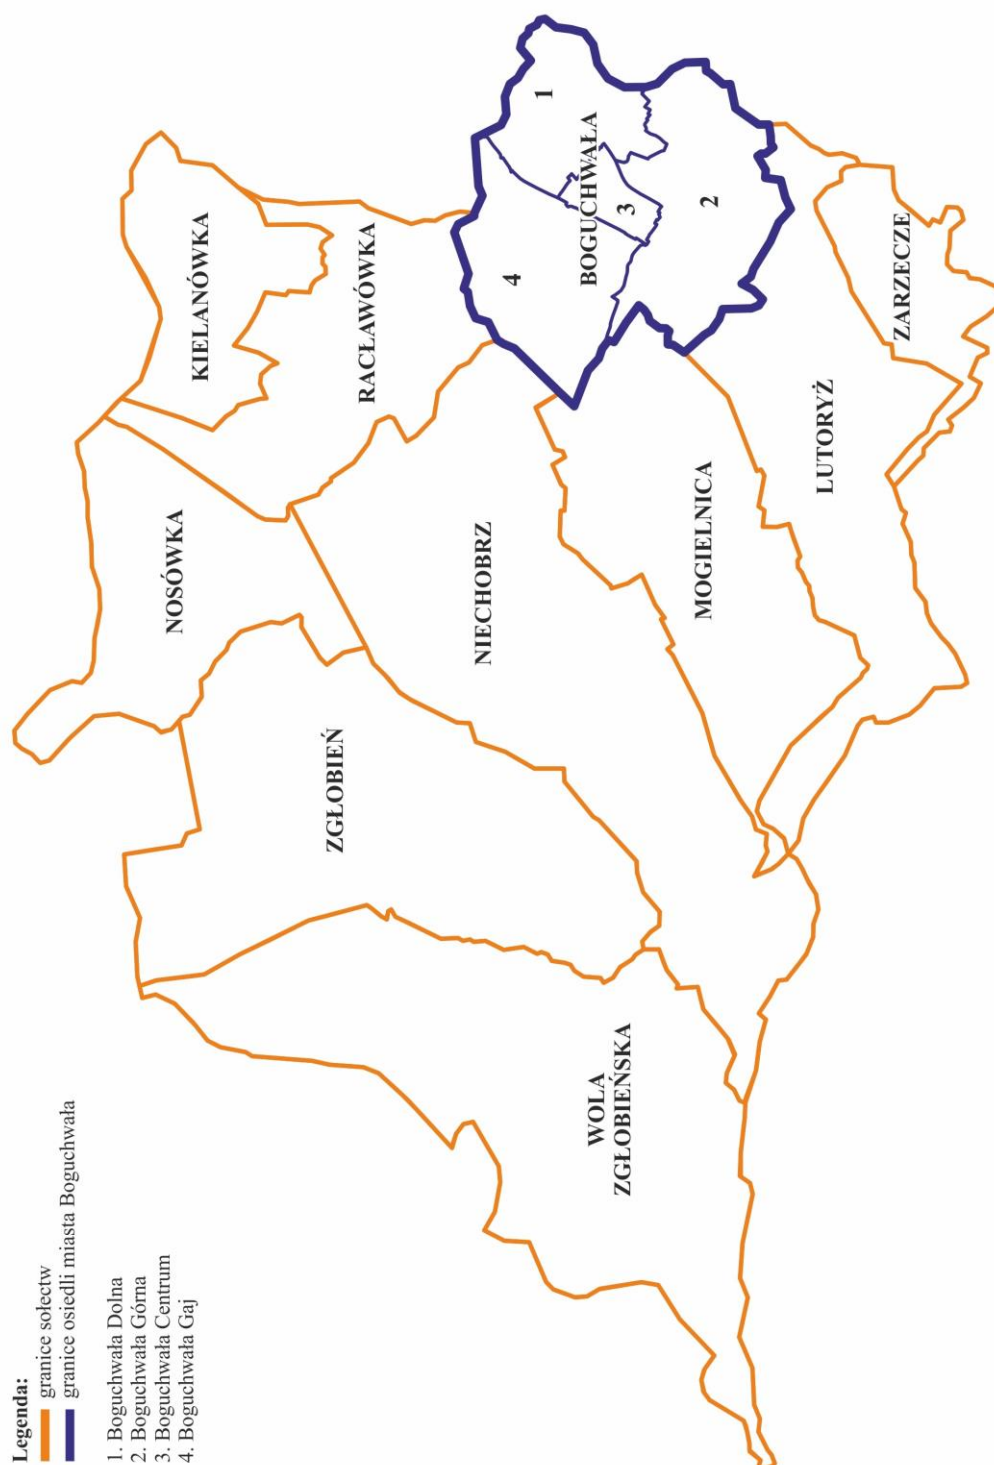 Legenda:
granice sołectw
granice osiedli miasta Boguchwała
1. Boguchwała Dolna
2. Boguchwała Górna
3. Boguchwała Centrum
4. Boguchwała Gaj
NOSÓWKA
KIELANÓWKA
ZGŁOBIEŃ
RACŁAWÓWKA
NIECHOBRZ
4
1
BOGUCHWAŁA
WOLA
ZGŁOBIEŃSKA
3
MOGIELNICA
2
LUTORYŻ
ZARZECZE